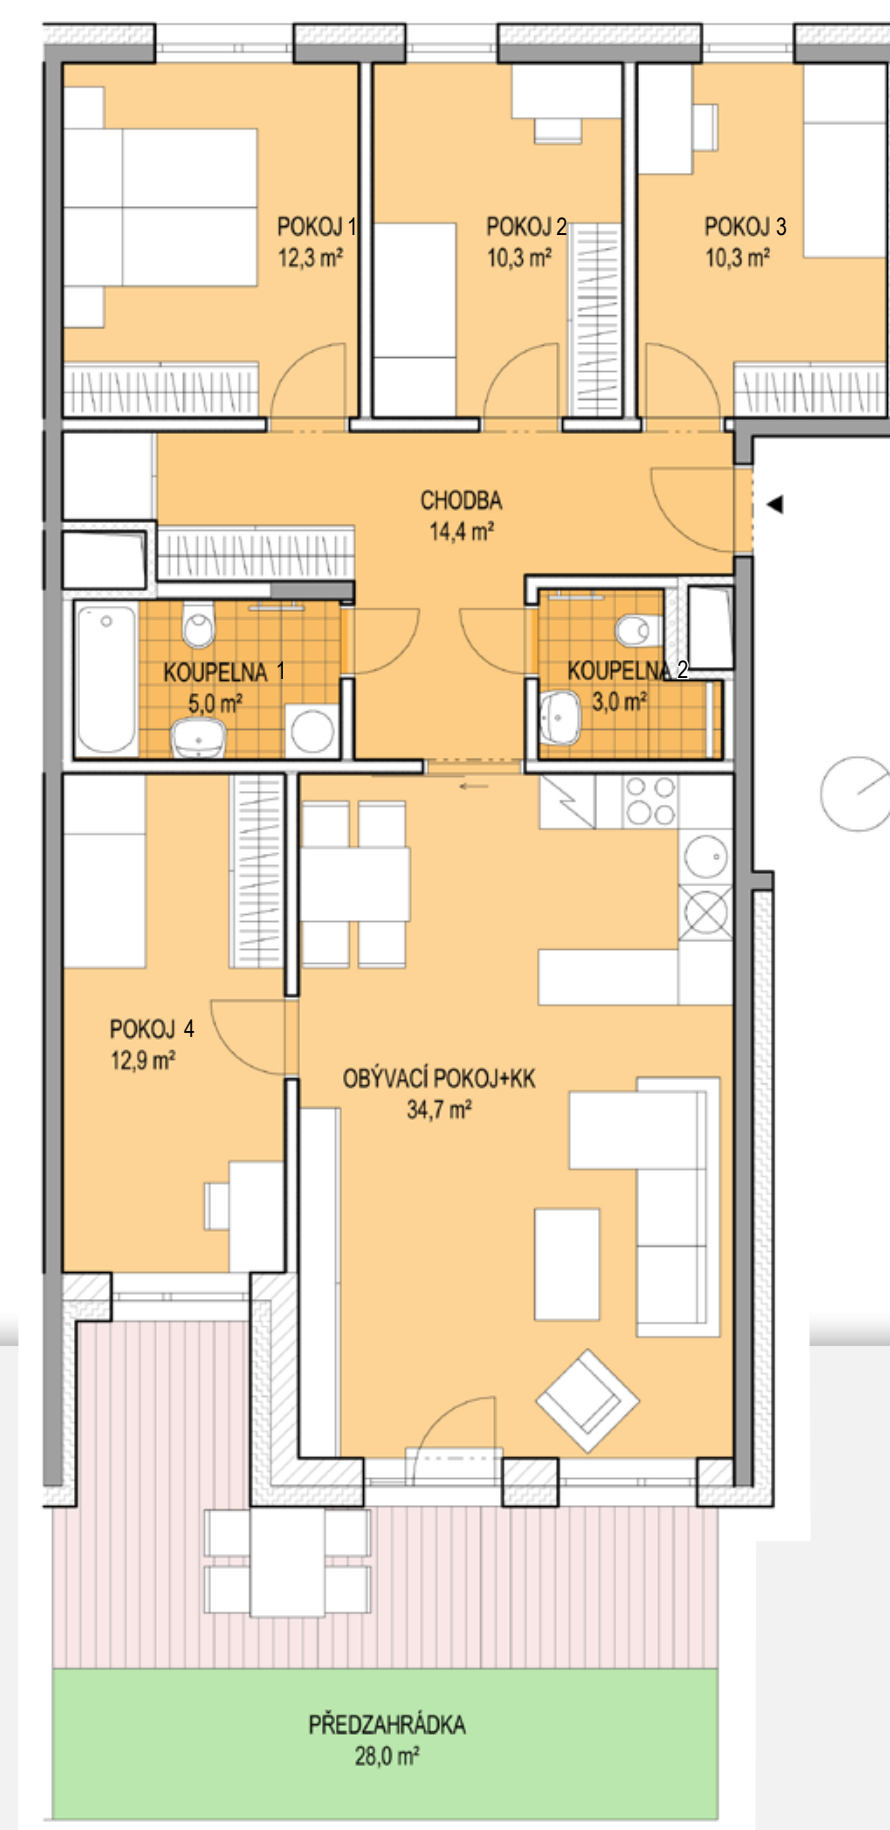 POKOJ 1
12,3 m²
POKOJ 2
10,3 m²
POKOJ 3
10,3 m²
CHODBA
14,4 m²
KOUPELNA 1
5,0 m²
KOUPELNA 2
3,0 m²
POKOJ 4
12,9 m²
OBÝVACÍ POKOJ+KK
34,7 m²
PŘEDZAHRÁDKA
28,0 m²